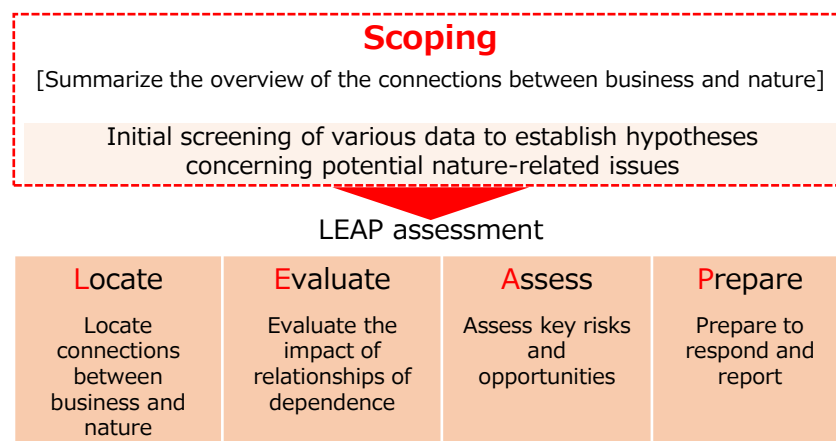 Scoping
[Summarize the overview of the connections between business and nature]
Initial screening of various data to establish hypotheses
concerning potential nature-related issues
LEAP assessment
Locate
Locate
connections
between
business and
nature
Evaluate
Evaluate the
impact of
relationships of
dependence
Assess
Assess key risks
and
opportunities
Prepare
Prepare to
respond and
report